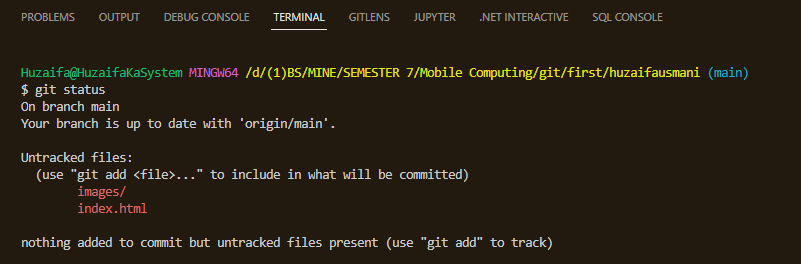 PROBLEMS OUTPUT DEBUG CONSOLE TERMINAL GITLENS JUPYTER .NET INTERACTIVE SQL CONSOLE
Huzaifa@HuzaifaKaSystem MINGW64 /d/(1)BS/MINE/SEMESTER 7/Mobile Computing/git/first/huzaifausmani (main)
$ git status
On branch main
Your branch is up to date with 'origin/main'.
Untracked files:
(use "git add <file>..." to include in what will be committed)
images/
index.html
nothing added to commit but untracked files present (use "git add" to track)